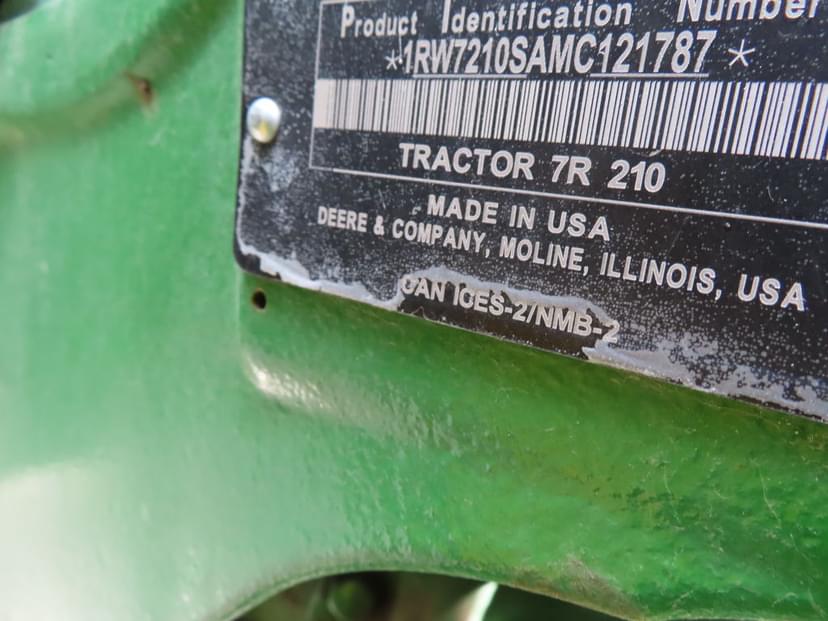 Product Identification Number
*1RW7210SAMC121787*
TRACTOR 7R 210
MADE IN USA
DEERE & COMPANY, MOLINE, ILLINOIS, USA
CAN ICES-2/NMB-2